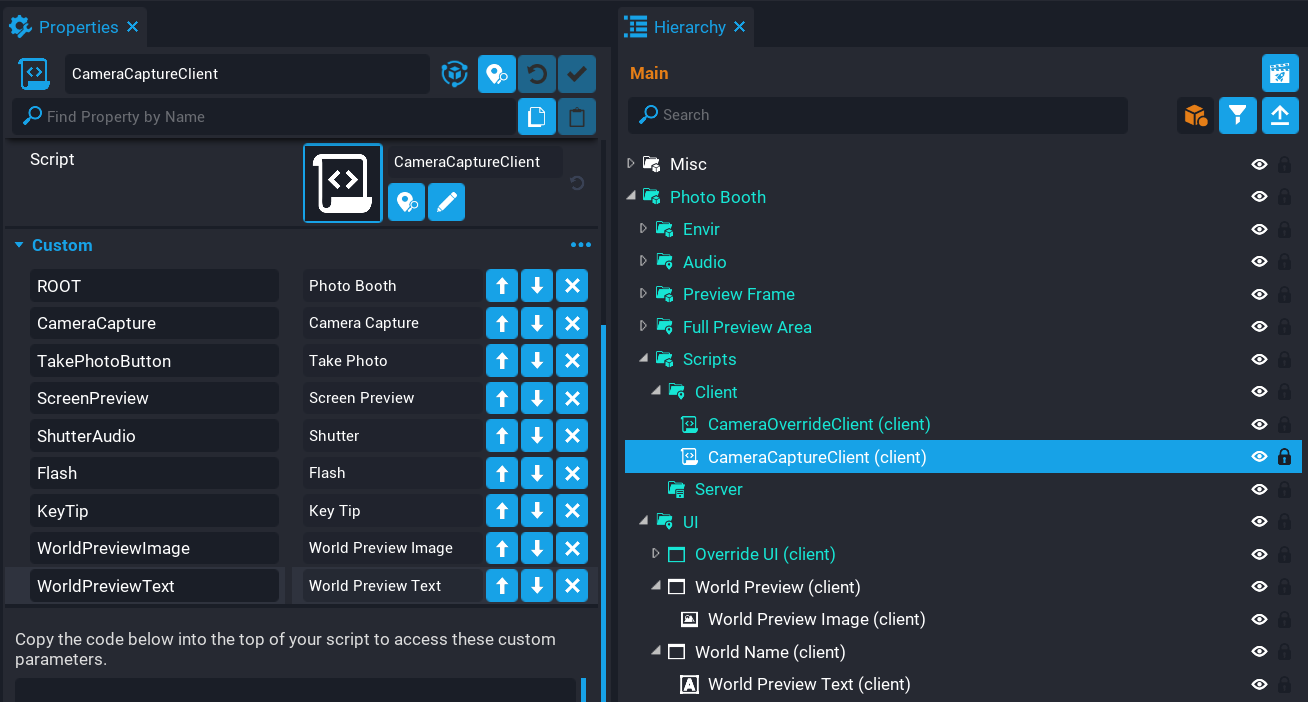 Properties
CameraCaptureClient
Find Property by Name
Script
CameraCaptureClient
Custom
ROOT Photo Booth
CameraCapture Camera Capture
TakePhotoButton Take Photo
ScreenPreview Screen Preview
ShutterAudio Shutter
Flash Flash
KeyTip Key Tip
WorldPreviewImage World Preview Image
WorldPreviewText World Preview Text
Copy the code below into the top of your script to access these custom
parameters.
Hierarchy
Main
Search
Misc
Photo Booth
Envir
Audio
Preview Frame
Full Preview Area
Scripts
Client
CameraOverrideClient (client)
CameraCaptureClient (client)
Server
UI
Override UI (client)
World Preview (client)
World Preview Image (client)
World Name (client)
World Preview Text (client)